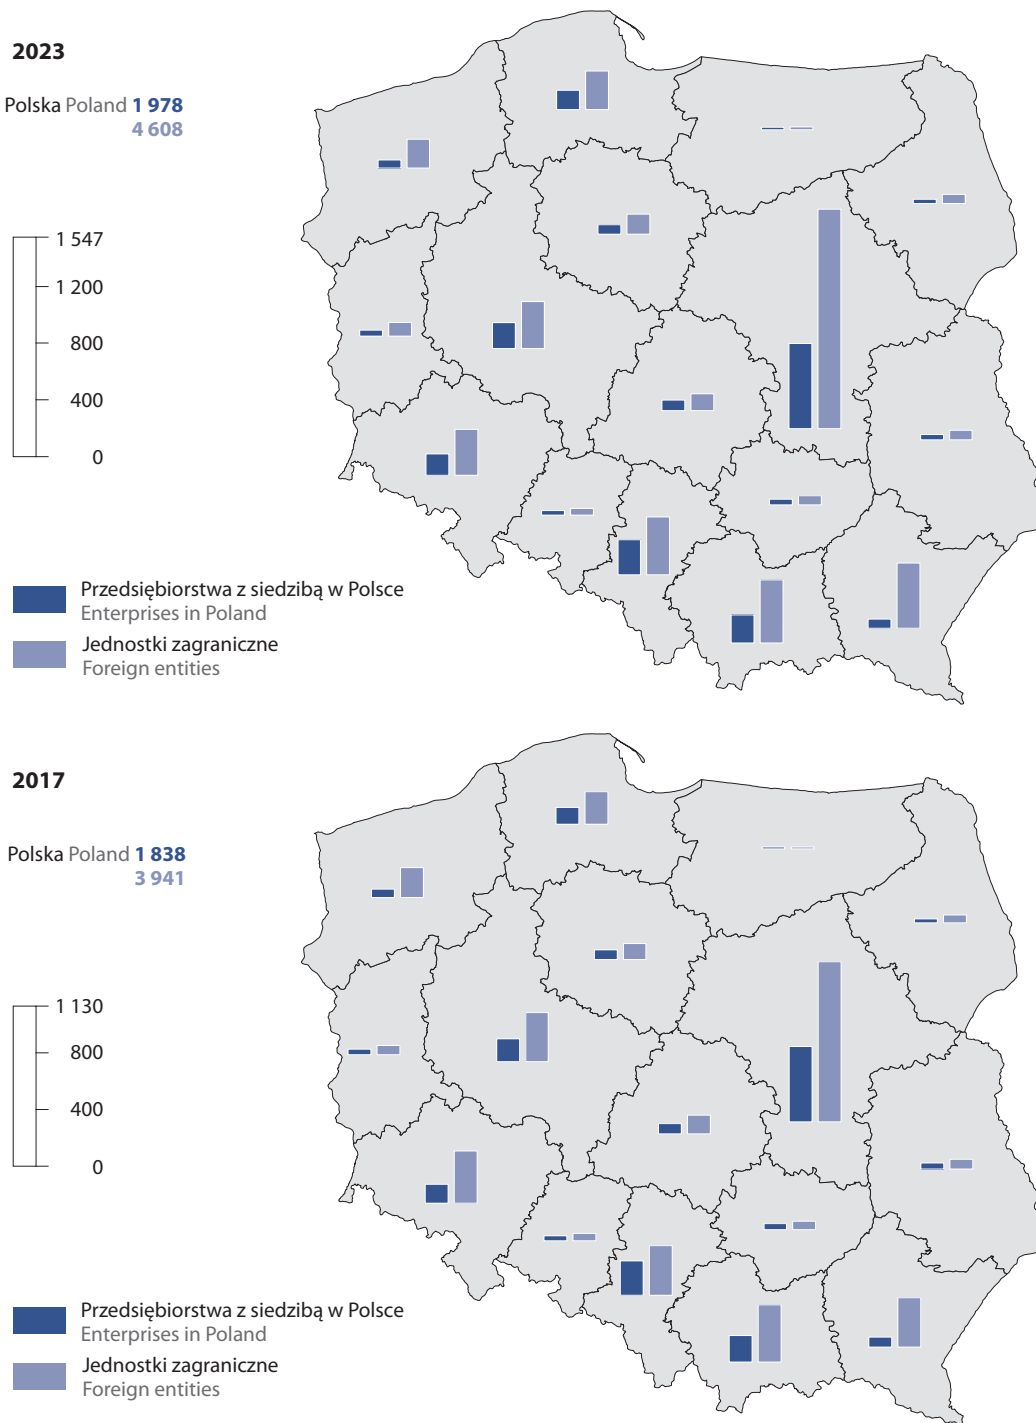 2023
Polska Poland 1 978
4 608
1 547
1 200
800
400
0
Przedsiębiorstwa z siedzibą w Polsce
Enterprises in Poland
Jednostki zagraniczne
Foreign entities
2017
Polska Poland 1 838
3 941
1 130
800
400
0
Przedsiębiorstwa z siedzibą w Polsce
Enterprises in Poland
Jednostki zagraniczne
Foreign entities